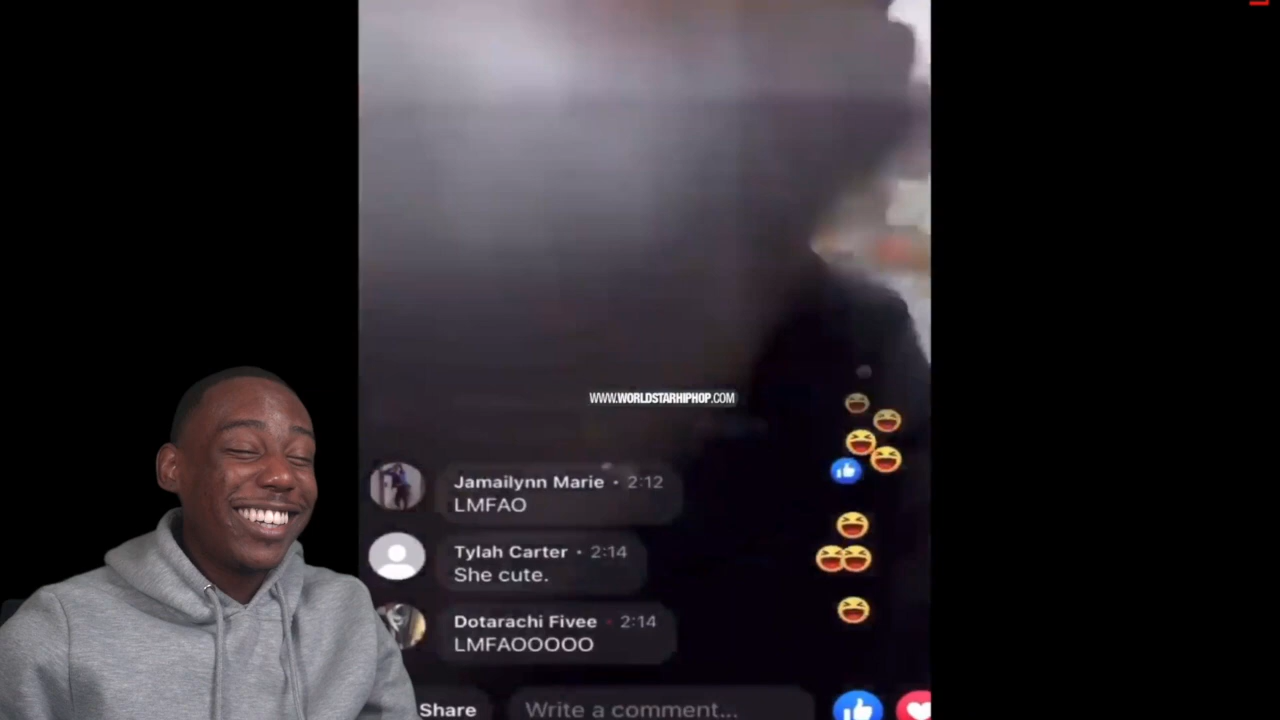 WWW.WORLDSTARHIPHOP.COM
Jamailynn Marie · 2:12
LMFAO
Tylah Carter · 2:14
She cute.
Dotarachi Fivee · 2:14
LMFAOOOOO
Share
Write a comment...